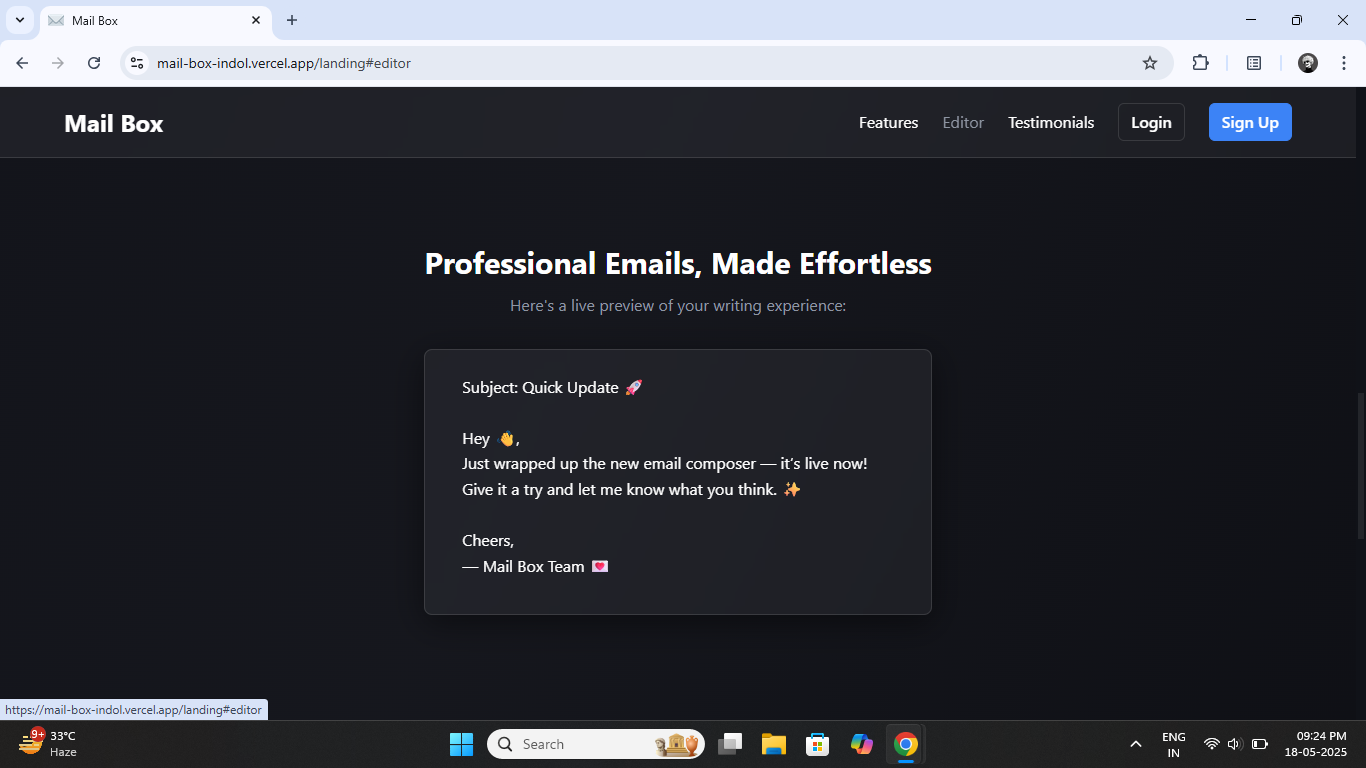 Mail Box
mail-box-indol.vercel.app/landing#editor
Mail Box
Features Editor Testimonials Login Sign Up
Professional Emails, Made Effortless
Here's a live preview of your writing experience:
Subject: Quick Update 🚀
Hey 👋,
Just wrapped up the new email composer — it's live now!
Give it a try and let me know what you think. ✨
Cheers,
— Mail Box Team 💌
https://mail-box-indol.vercel.app/landing#editor
9+
33°C
Haze
Search
ENG
IN
09:24 PM
18-05-2025